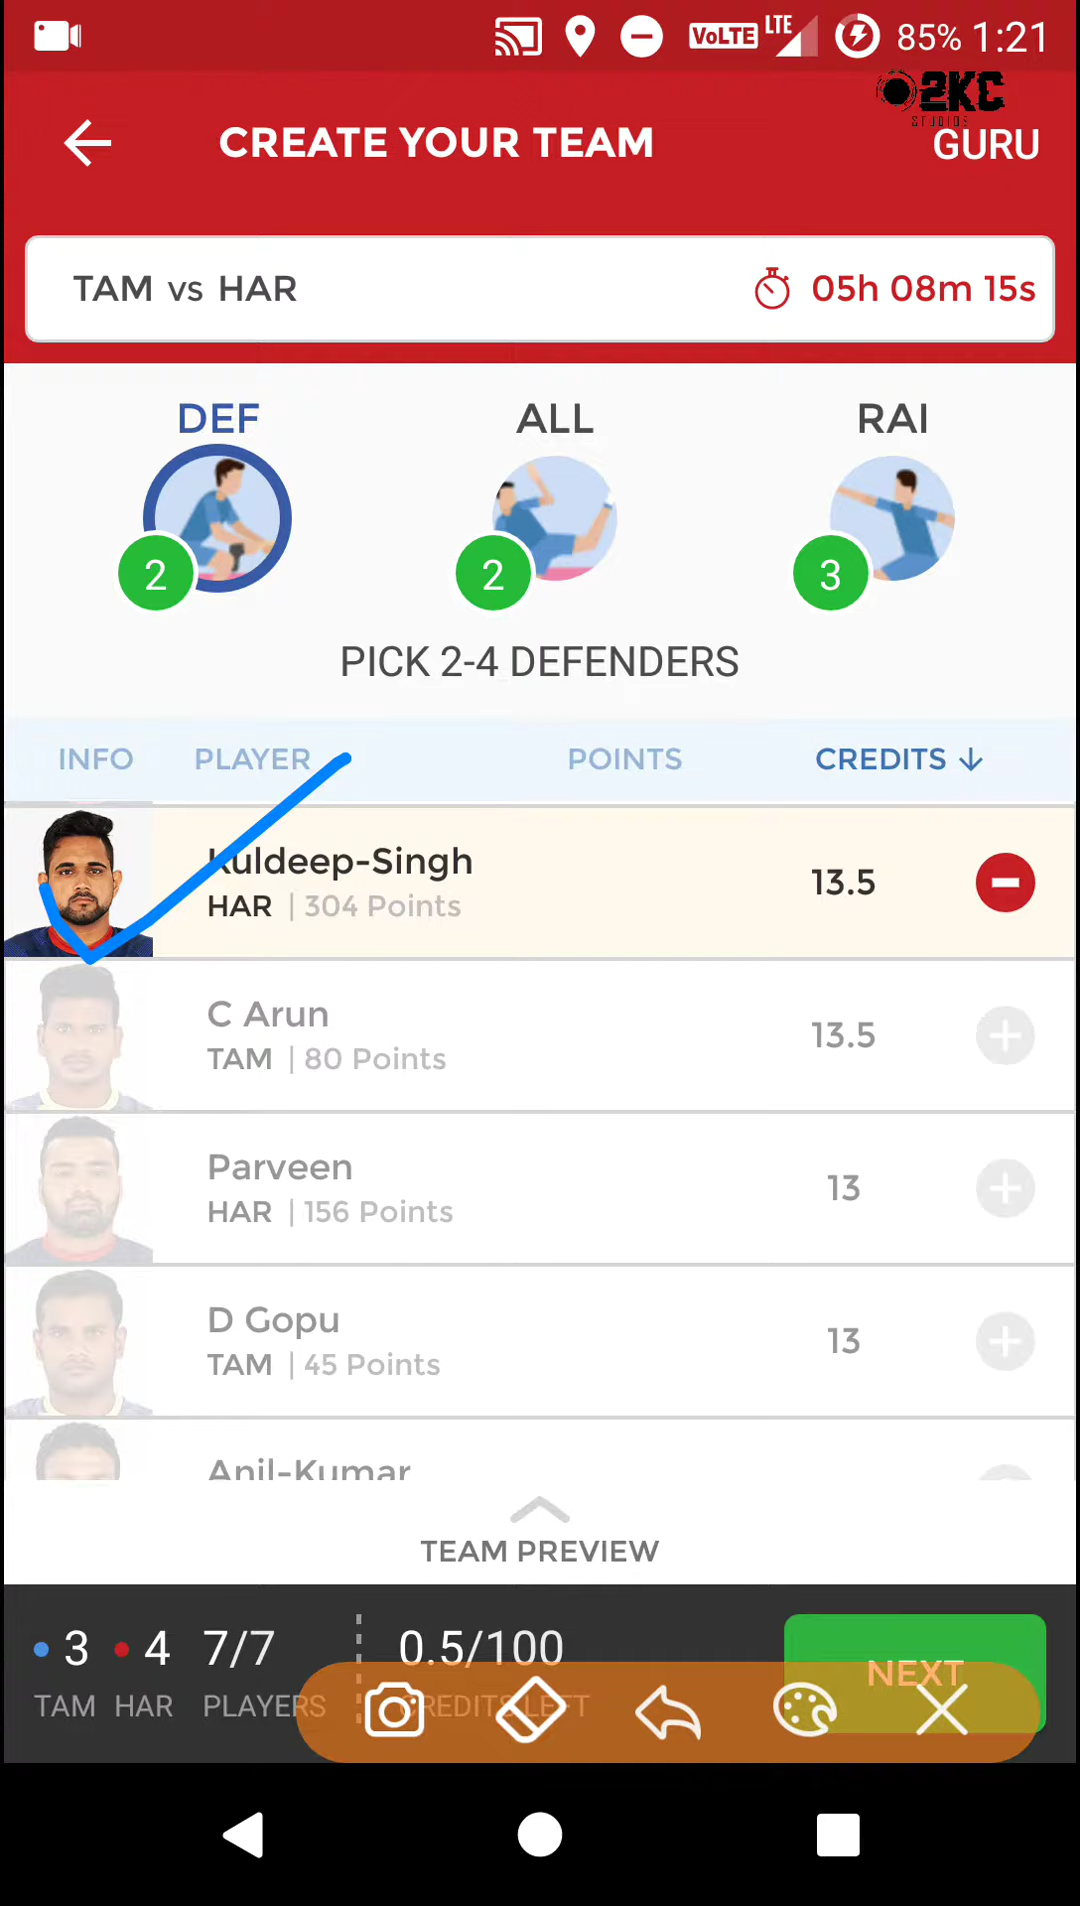 VoLTE LTE 85% 1:21
2KC
STUDIOS
CREATE YOUR TEAM
GURU
TAM vs HAR 05h 08m 15s
DEF ALL RAI
2 2 3
PICK 2-4 DEFENDERS
INFO PLAYER POINTS CREDITS
Kuldeep-Singh
HAR | 304 Points 13.5
C Arun
TAM | 80 Points 13.5
Parveen
HAR | 156 Points 13
D Gopu
TAM | 45 Points 13
Anil-Kumar
TEAM PREVIEW
3 4 7/7 0.5/100
TAM HAR PLAYERS CREDITS LEFT
NEXT